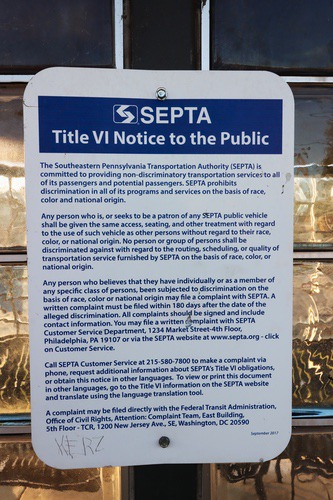 SEPTA
Title VI Notice to the Public
The Southeastern Pennsylvania Transportation Authority (SEPTA) is
committed to providing non-discriminatory transportation services to all
of its passengers and potential passengers. SEPTA prohibits
discrimination in all of its programs and services on the basis of race,
color and national origin.
Any person who is, or seeks to be a patron of any SEPTA public vehicle
shall be given the same access, seating, and other treatment with regard
to the use of such vehicle as other persons without regard to their race,
color, or national origin. No person or group of persons shall be
discriminated against with regard to the routing, scheduling, or quality of
transportation service furnished by SEPTA on the basis of race, color, or
national origin.
Any person who believes that they have individually or as a member of
any specific class of persons, been subjected to discrimination on the
basis of race, color or national origin may file a complaint with SEPTA. A
written complaint must be filed within 180 days after the date of the
alleged discrimination. All complaints should be signed and include
contact information. You may file a written complaint with SEPTA
Customer Service Department, 1234 Market Street-4th Floor,
Philadelphia, PA 19107 or via the SEPTA website at www.septa.org - click
on Customer Service.
Call SEPTA Customer Service at 215-580-7800 to make a complaint via
phone, request additional information about SEPTA's Title VI obligations,
or obtain this notice in other languages. To view or print this document
in other languages, go to the Title VI information on the SEPTA website
and translate using the language translation tool.
A complaint may be filed directly with the Federal Transit Administration,
Office of Civil Rights, Attention: Complaint Team, East Building,
5th Floor - TCR, 1200 New Jersey Ave., SE, Washington, DC 20590
September 2017